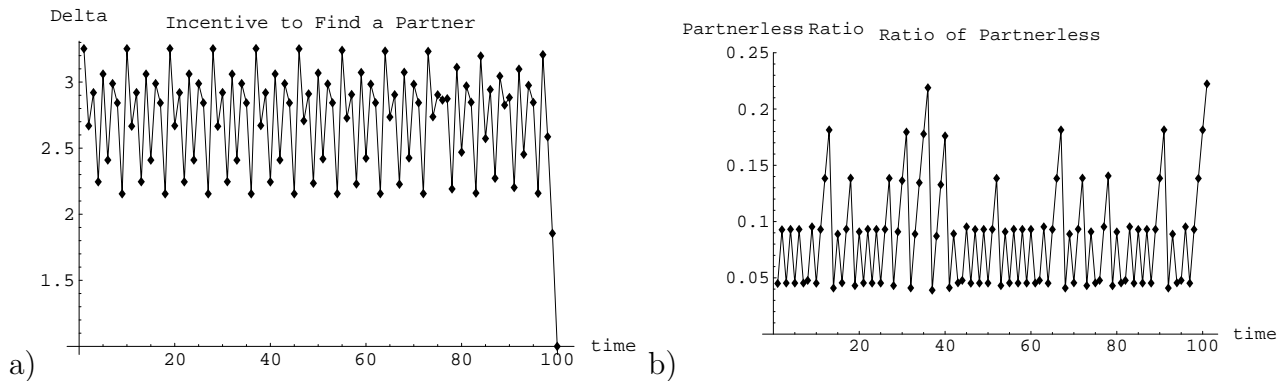 Delta
Incentive to Find a Partner
3
2.5
2
1.5
20 40 60 80 100
time
a)
Partnerless Ratio
Ratio of Partnerless
0.25
0.2
0.15
0.1
0.05
20 40 60 80 100
time
b)